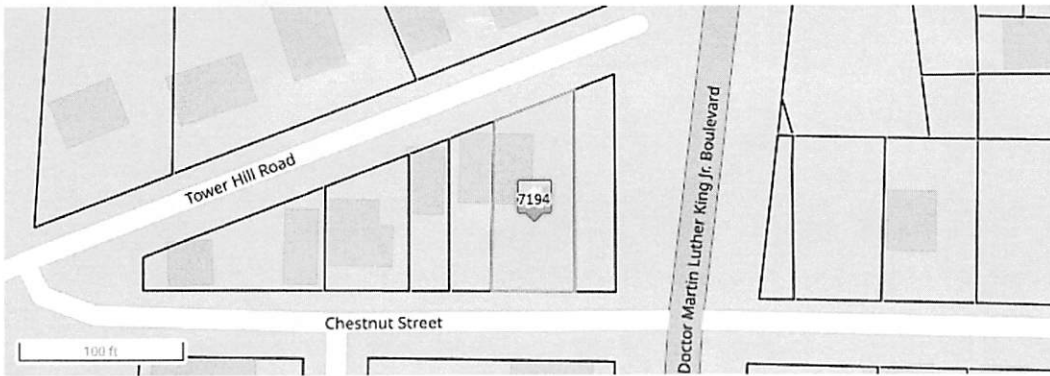 Tower Hill Road
7194
Doctor Martin Luther King Jr. Boulevard
Chestnut Street
100 ft